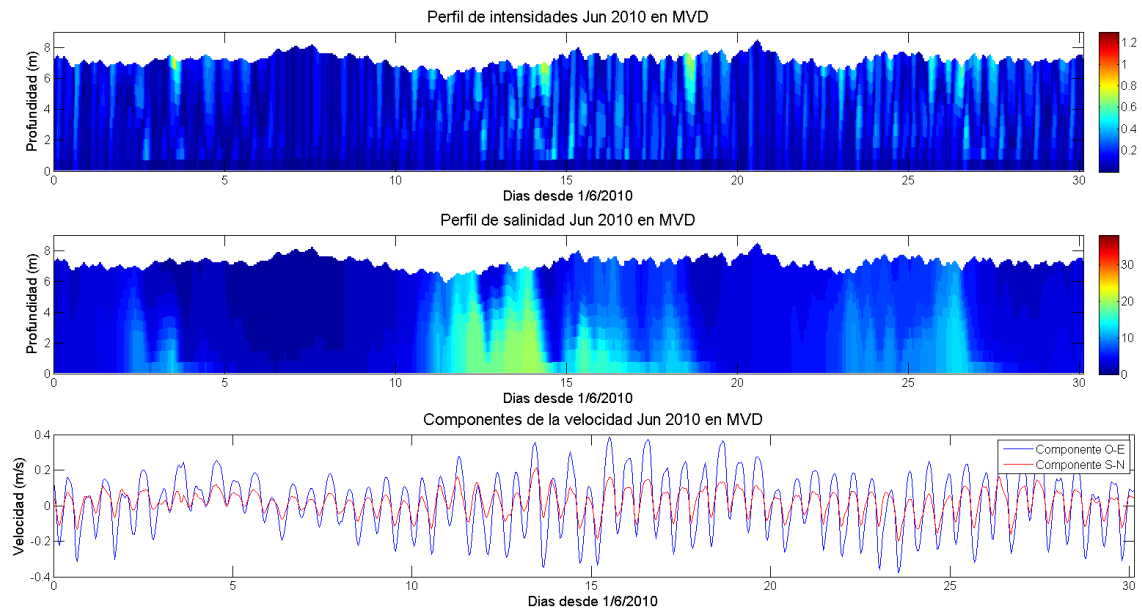 Perfil de intensidades Jun 2010 en MVD
Profundidad (m)
8
6
4
2
0
0 5 10 15 20 25 30
Dias desde 1/6/2010
1.2
1
0.8
0.6
0.4
0.2
Perfil de salinidad Jun 2010 en MVD
Profundidad (m)
8
6
4
2
0
0 5 10 15 20 25 30
Dias desde 1/6/2010
30
20
10
0
Componentes de la velocidad Jun 2010 en MVD
Velocidad (m/s)
0.4
0.2
0
-0.2
-0.4
Componente O-E
Componente S-N
0 5 10 15 20 25 30
Dias desde 1/6/2010